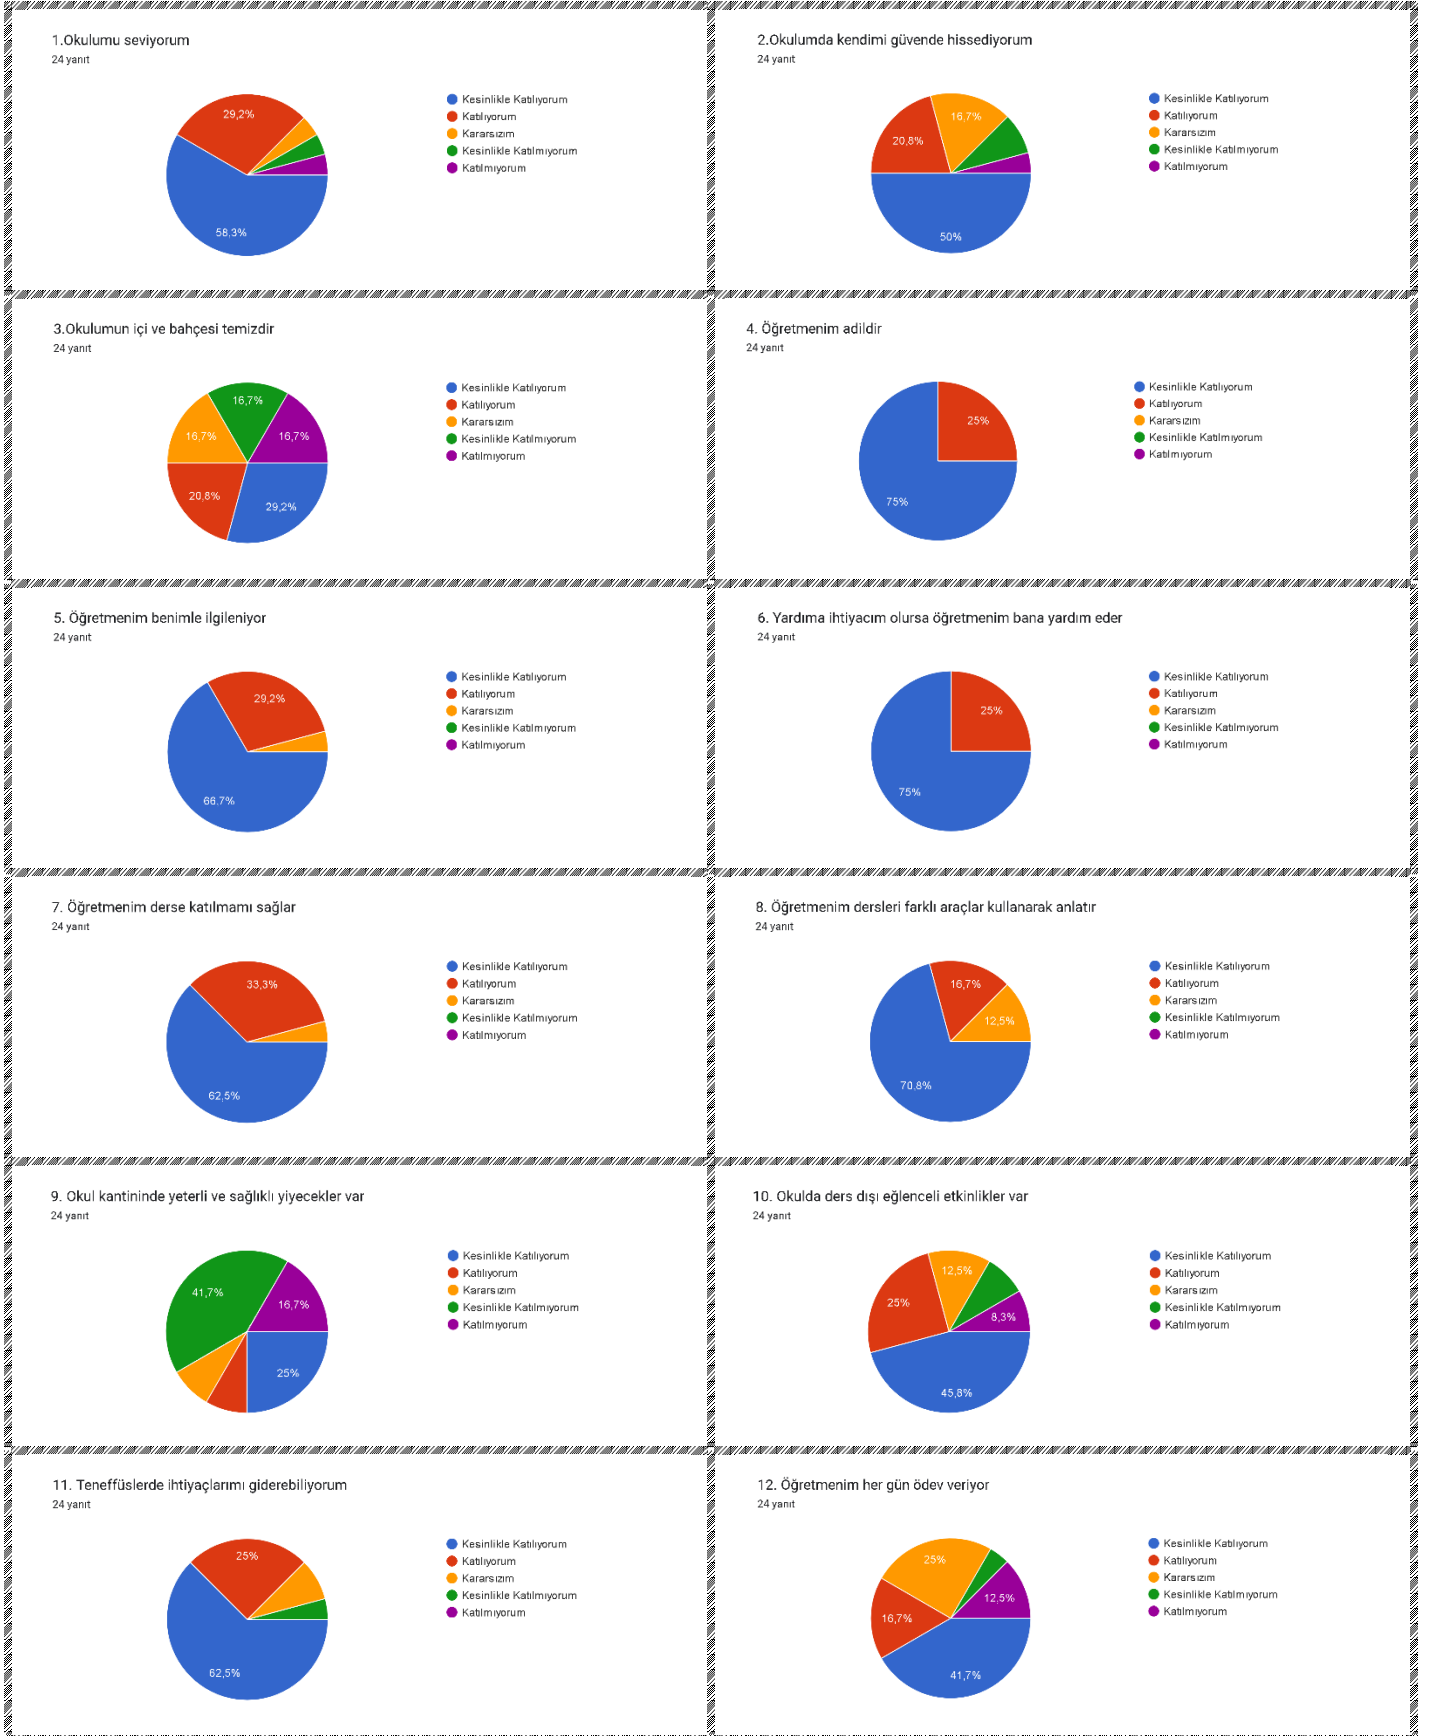 1.Okulumu seviyorum
24 yanıt
29,2%
58,3%
Kesinlikle Katılıyorum
Katılıyorum
Kararsızım
Kesinlikle Katılmıyorum
Katılmıyorum
2.Okulumda kendimi güvende hissediyorum
24 yanıt
16,7%
20,8%
50%
Kesinlikle Katılıyorum
Katılıyorum
Kararsızım
Kesinlikle Katılmıyorum
Katılmıyorum
3.Okulumun içi ve bahçesi temizdir
24 yanıt
16,7%
16,7%
16,7%
20,8%
29,2%
Kesinlikle Katılıyorum
Katılıyorum
Kararsızım
Kesinlikle Katılmıyorum
Katılmıyorum
4. Öğretmenim adildir
24 yanıt
25%
75%
Kesinlikle Katılıyorum
Katılıyorum
Kararsızım
Kesinlikle Katılmıyorum
Katılmıyorum
5. Öğretmenim benimle ilgileniyor
24 yanıt
29,2%
66,7%
Kesinlikle Katılıyorum
Katılıyorum
Kararsızım
Kesinlikle Katılmıyorum
Katılmıyorum
6. Yardıma ihtiyacım olursa öğretmenim bana yardım eder
24 yanıt
25%
75%
Kesinlikle Katılıyorum
Katılıyorum
Kararsızım
Kesinlikle Katılmıyorum
Katılmıyorum
7. Öğretmenim derse katılmamı sağlar
24 yanıt
33,3%
62,5%
Kesinlikle Katılıyorum
Katılıyorum
Kararsızım
Kesinlikle Katılmıyorum
Katılmıyorum
8. Öğretmenim dersleri farklı araçlar kullanarak anlatır
24 yanıt
16,7%
12,5%
70,8%
Kesinlikle Katılıyorum
Katılıyorum
Kararsızım
Kesinlikle Katılmıyorum
Katılmıyorum
9. Okul kantininde yeterli ve sağlıklı yiyecekler var
24 yanıt
41,7%
16,7%
25%
Kesinlikle Katılıyorum
Katılıyorum
Kararsızım
Kesinlikle Katılmıyorum
Katılmıyorum
10. Okulda ders dışı eğlenceli etkinlikler var
24 yanıt
12,5%
25%
8,3%
45,8%
Kesinlikle Katılıyorum
Katılıyorum
Kararsızım
Kesinlikle Katılmıyorum
Katılmıyorum
11. Teneffüslerde ihtiyaçlarımı giderebiliyorum
24 yanıt
25%
62,5%
Kesinlikle Katılıyorum
Katılıyorum
Kararsızım
Kesinlikle Katılmıyorum
Katılmıyorum
12. Öğretmenim her gün ödev veriyor
24 yanıt
25%
12,5%
16,7%
41,7%
Kesinlikle Katılıyorum
Katılıyorum
Kararsızım
Kesinlikle Katılmıyorum
Katılmıyorum